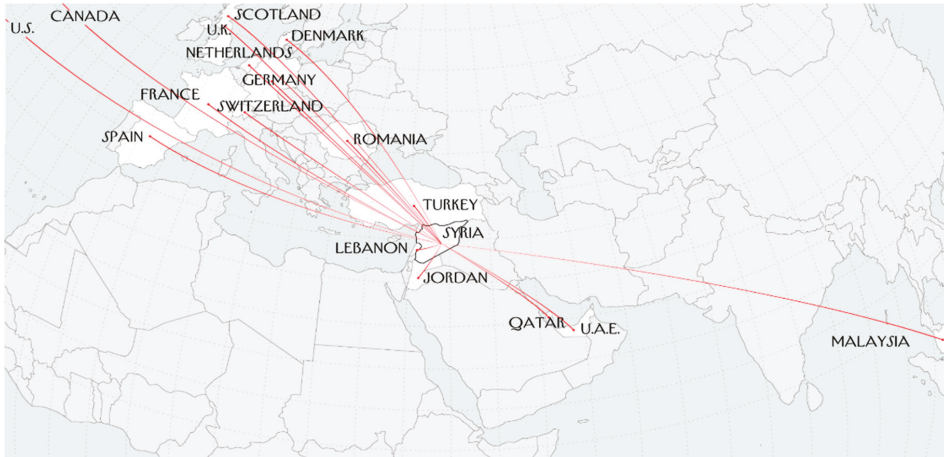 SCOTLAND
CANADA
U.S.
U.K.
DENMARK
NETHERLANDS
GERMANY
FRANCE
SWITZERLAND
SPAIN
ROMANIA
TURKEY
SYRIA
LEBANON
JORDAN
QATAR
U.A.E.
MALAYSIA